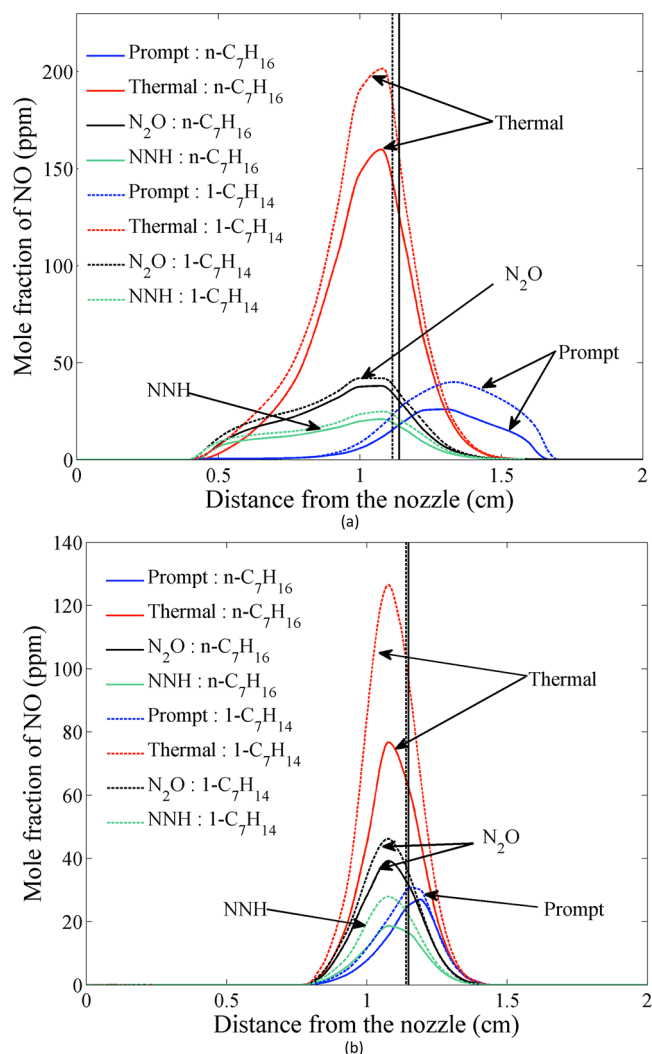 Mole fraction of NO (ppm)
200
150
100
50
0
Prompt : n-C7H16
Thermal : n-C7H16
N2O : n-C7H16
NNH : n-C7H16
Prompt : 1-C7H14
Thermal : 1-C7H14
N2O : 1-C7H14
NNH : 1-C7H14
Thermal
N2O
Prompt
NNH
0 0.5 1 1.5 2
Distance from the nozzle (cm)
(a)
Mole fraction of NO (ppm)
140
120
100
80
60
40
20
0
Prompt : n-C7H16
Thermal : n-C7H16
N2O : n-C7H16
NNH : n-C7H16
Prompt : 1-C7H14
Thermal : 1-C7H14
N2O : 1-C7H14
NNH : 1-C7H14
Thermal
N2O
NNH
Prompt
0 0.5 1 1.5 2
Distance from the nozzle (cm)
(b)